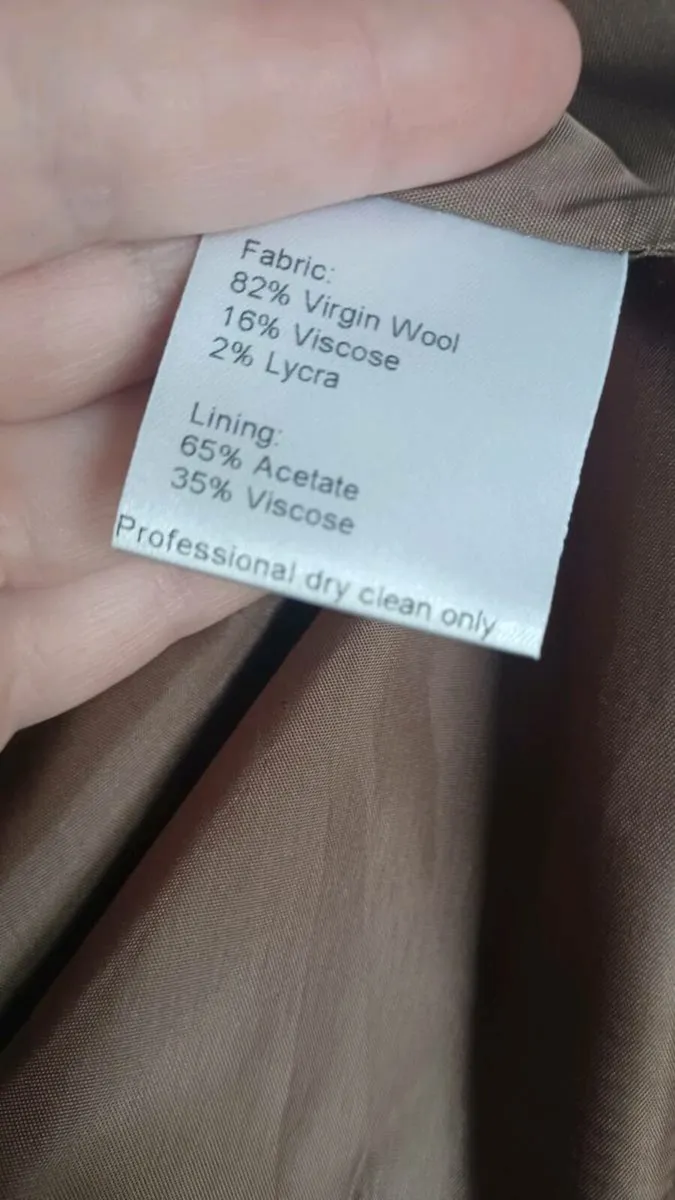 Fabric:
82% Virgin Wool
16% Viscose
2% Lycra
Lining:
65% Acetate
35% Viscose
Professional dry clean only